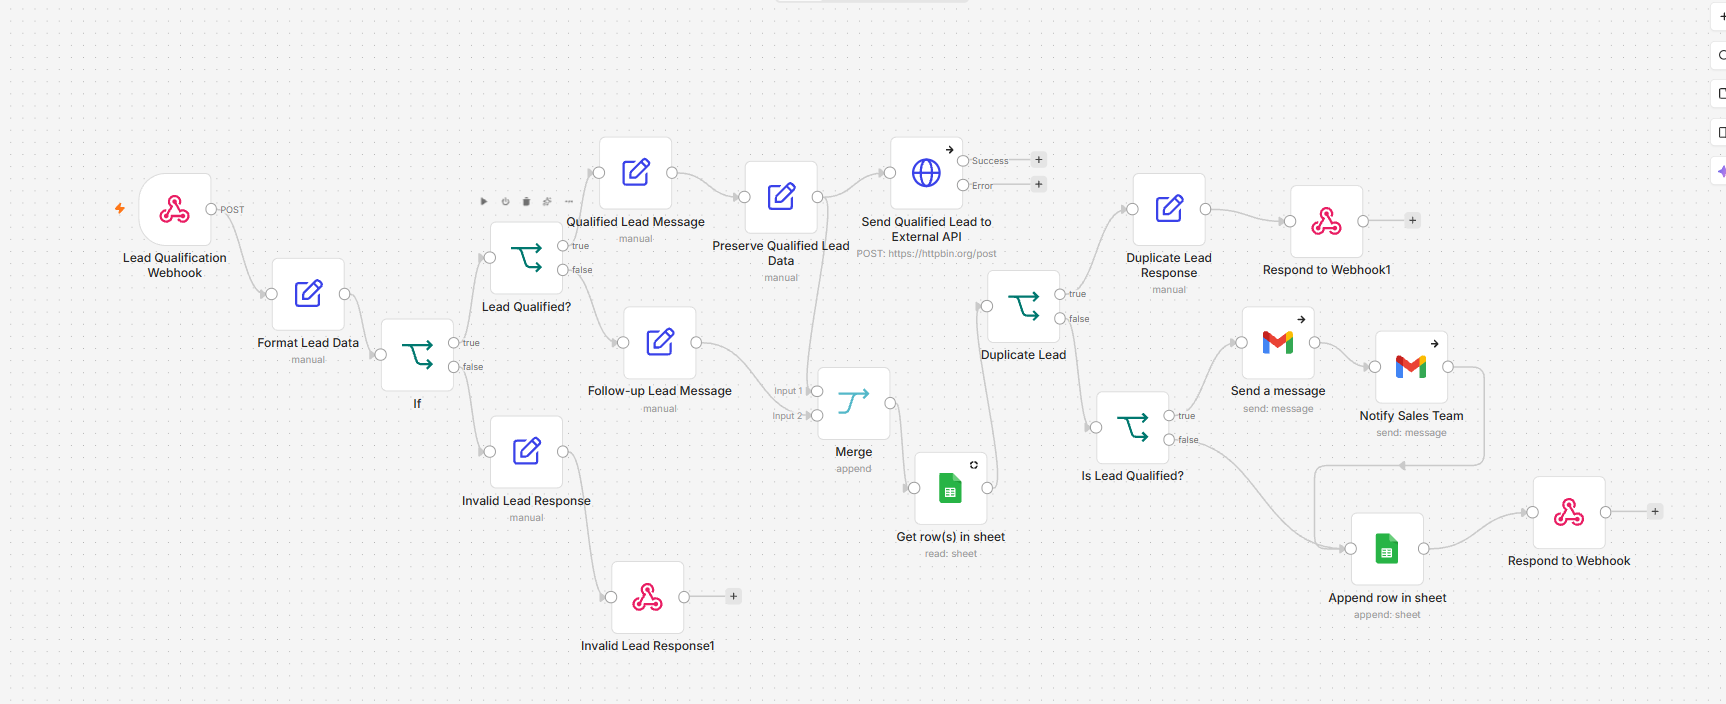 POST
Lead Qualification
Webhook
Format Lead Data
manual
If
true
false
Lead Qualified?
true
false
Qualified Lead Message
manual
Preserve Qualified Lead
Data
manual
Send Qualified Lead to
External API
POST: https://httpbin.org/post
Success
Error
Follow-up Lead Message
manual
Invalid Lead Response
manual
Invalid Lead Response1
Input 1
Input 2
Merge
append
Get row(s) in sheet
read: sheet
Duplicate Lead
true
false
Duplicate Lead
Response
manual
Respond to Webhook1
Is Lead Qualified?
true
false
Send a message
send: message
Notify Sales Team
send: message
Append row in sheet
append: sheet
Respond to Webhook